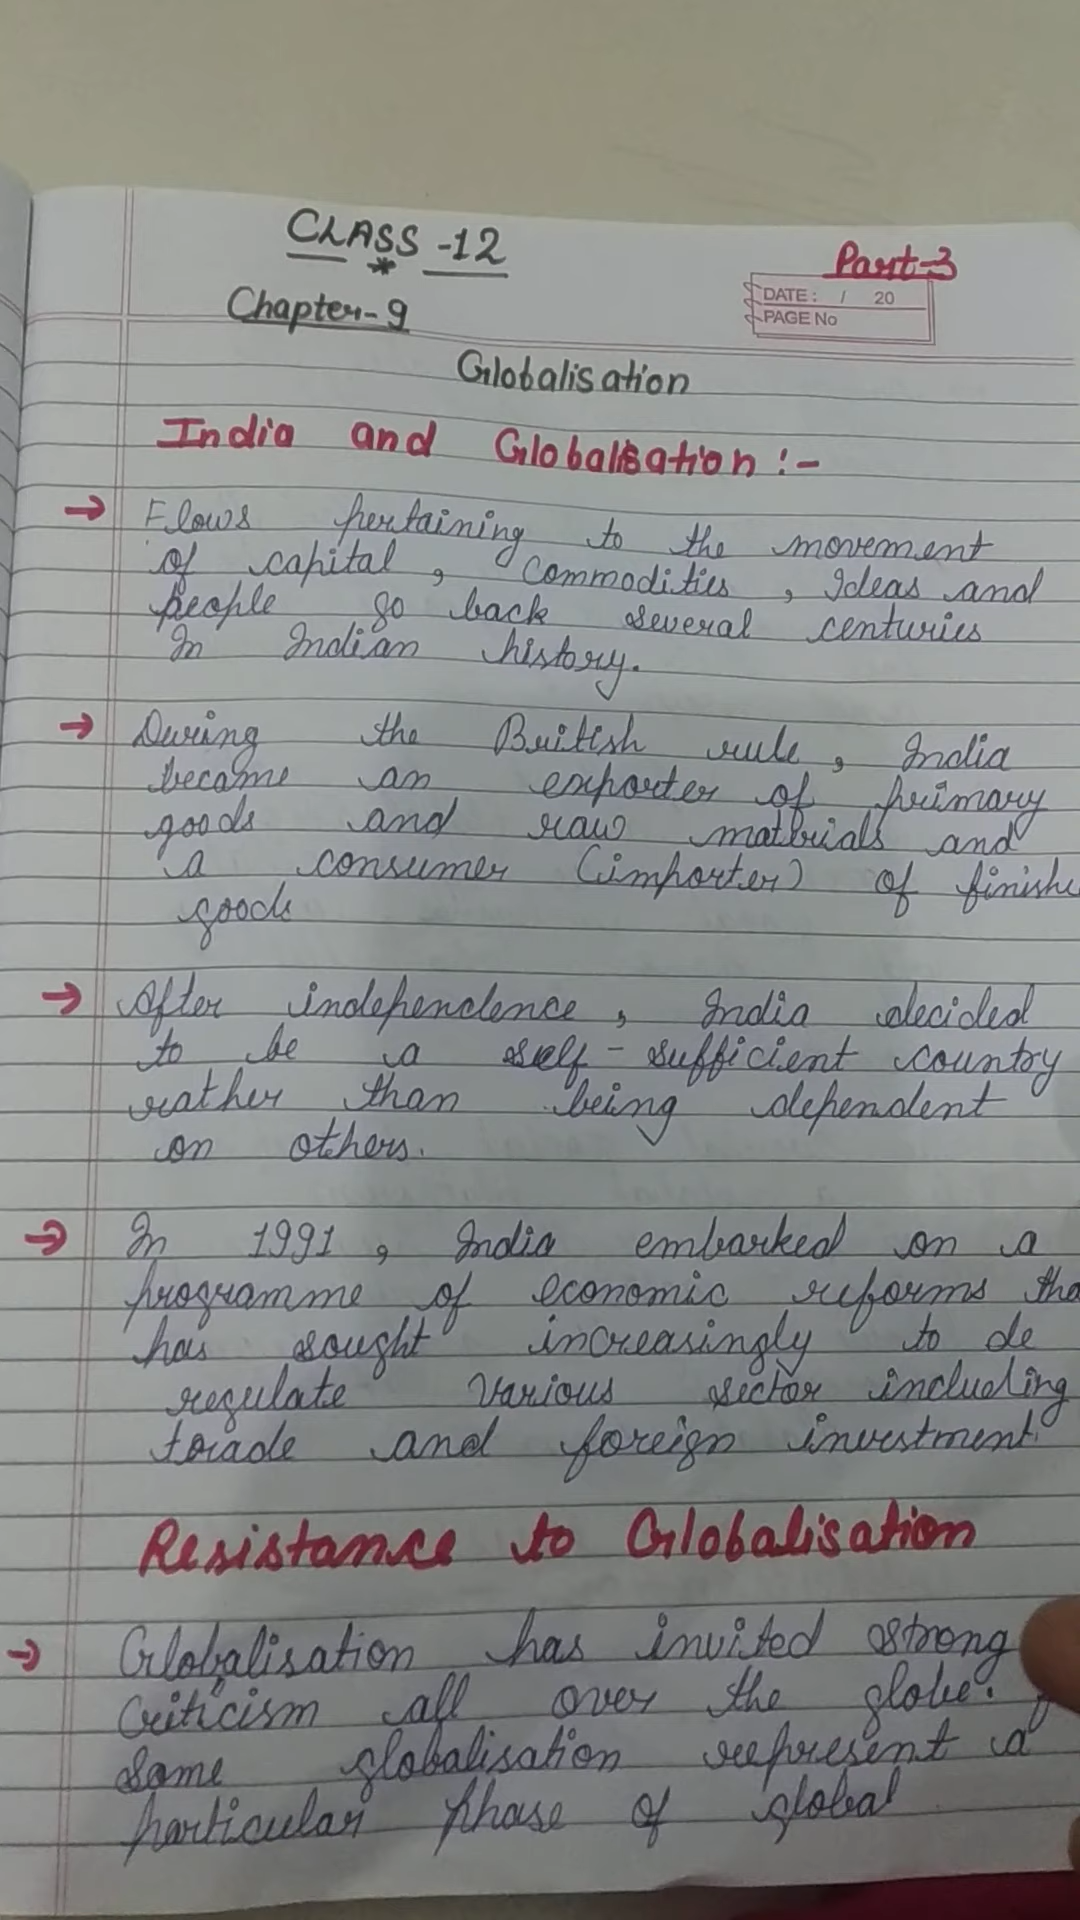 CLASS -12
Part-3
DATE: / 20
PAGE No
Chapter-9
Globalisation
India and Globalisation :-
→ Flows pertaining to the movement
of capital, commodities, Ideas and
people go back several centuries
In Indian history.
→ During the British rule, India
became an exporter of primary
goods and raw materials and
a consumer (importer) of finishe
goods
→ After independence, India decided
to be a self-sufficient country
rather than being dependent
on others.
→ In 1991, India embarked on a
programme of economic reforms tha
has sought increasingly to de
regulate various sector including
trade and foreign investment.
Resistance to Globalisation
→ Globalisation has invited strong
criticism all over the globe.
Some globalisation represent a
particular phase of global